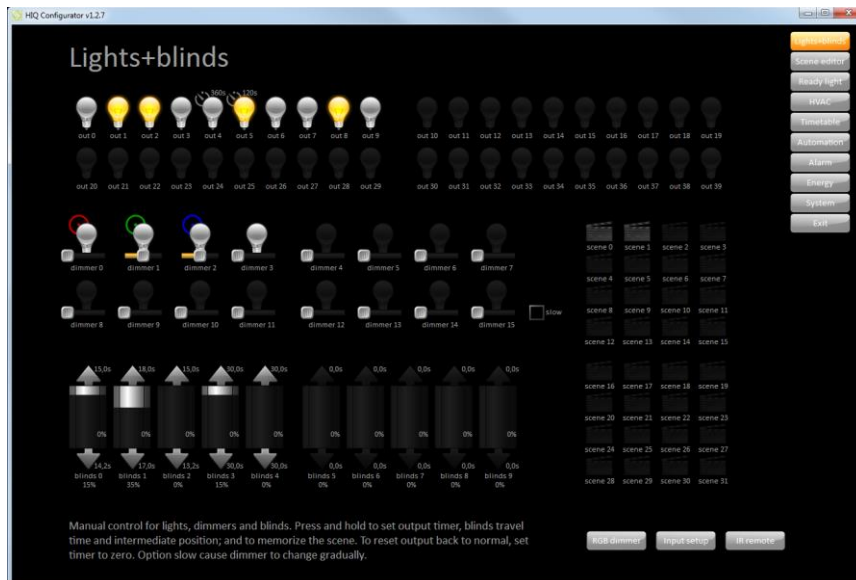 HIQ Configurator v1.2.7
Lights+blinds
Lights+blinds
Scene editor
Ready light
HVAC
Timetable
Automation
Alarm
Energy
System
Exit
360s 120s
out 0 out 1 out 2 out 3 out 4 out 5 out 6 out 7 out 8 out 9 out 10 out 11 out 12 out 13 out 14 out 15 out 16 out 17 out 18 out 19
out 20 out 21 out 22 out 23 out 24 out 25 out 26 out 27 out 28 out 29 out 30 out 31 out 32 out 33 out 34 out 35 out 36 out 37 out 38 out 39
dimmer 0 dimmer 1 dimmer 2 dimmer 3 dimmer 4 dimmer 5 dimmer 6 dimmer 7
dimmer 8 dimmer 9 dimmer 10 dimmer 11 dimmer 12 dimmer 13 dimmer 14 dimmer 15 slow
scene 0 scene 1 scene 2 scene 3
scene 4 scene 5 scene 6 scene 7
scene 8 scene 9 scene 10 scene 11
scene 12 scene 13 scene 14 scene 15
scene 16 scene 17 scene 18 scene 19
scene 20 scene 21 scene 22 scene 23
scene 24 scene 25 scene 26 scene 27
scene 28 scene 29 scene 30 scene 31
15,0s 18,0s 15,0s 30,0s 30,0s 0,0s 0,0s 0,0s 0,0s 0,0s
0% 0% 0% 0% 0% 0% 0% 0% 0% 0%
14,2s 17,0s 13,2s 30,0s 30,0s 0,0s 0,0s 0,0s 0,0s 0,0s
blinds 0 blinds 1 blinds 2 blinds 3 blinds 4 blinds 5 blinds 6 blinds 7 blinds 8 blinds 9
15% 35% 0% 15% 0% 0% 0% 0% 0% 0%
Manual control for lights, dimmers and blinds. Press and hold to set output timer, blinds travel
time and intermediate position; and to memorize the scene. To reset output back to normal, set
timer to zero. Option slow cause dimmer to change gradually.
RGB dimmer Input setup IR remote